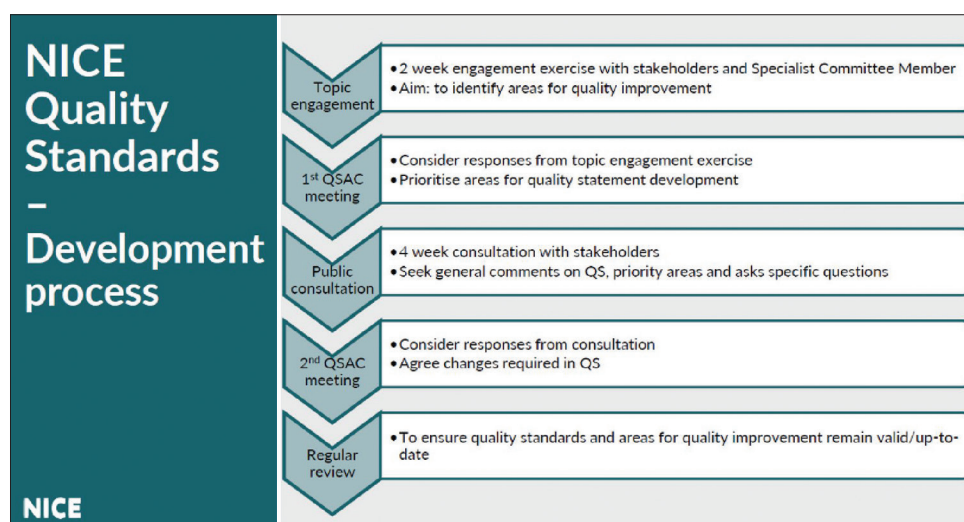 NICE
Quality
Standards
–
Development
process
Topic
engagement
•2 week engagement exercise with stakeholders and Specialist Committee Member
•Aim: to identify areas for quality improvement
1st QSAC
meeting
•Consider responses from topic engagement exercise
•Prioritise areas for quality statement development
Public
consultation
•4 week consultation with stakeholders
•Seek general comments on QS, priority areas and asks specific questions
2nd QSAC
meeting
•Consider responses from consultation
•Agree changes required in QS
Regular
review
•To ensure quality standards and areas for quality improvement remain valid/up-to-
date
NICE